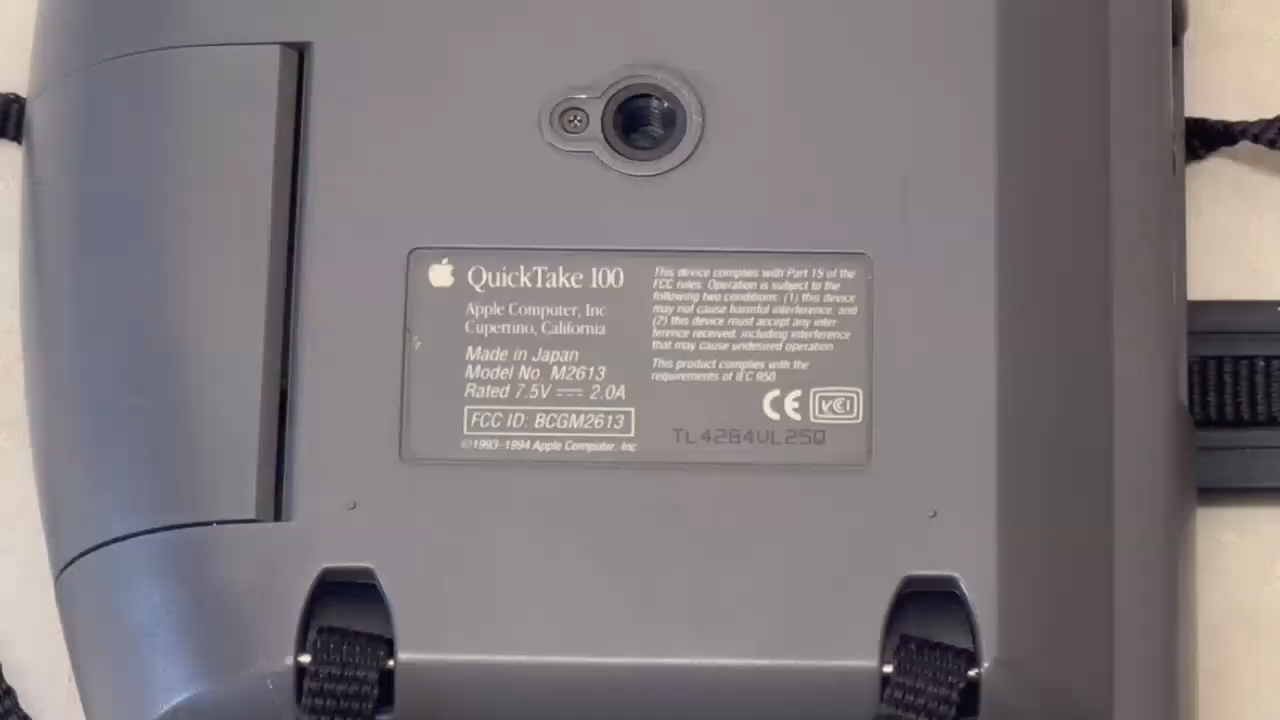 QuickTake 100
Apple Computer, Inc
Cupertino, California
Made in Japan
Model No. M2613
Rated 7.5V 2.0A
FCC ID: BCGM2613
©1993-1994 Apple Computer, Inc
This device complies with Part 15 of the
FCC rules. Operation is subject to the
following two conditions: (1) this device
may not cause harmful interference, and
(2) this device must accept any inter
ference received, including interference
that may cause undesired operation
This product complies with the
requirements of IEC 950
CE VCI
TL4284VL250